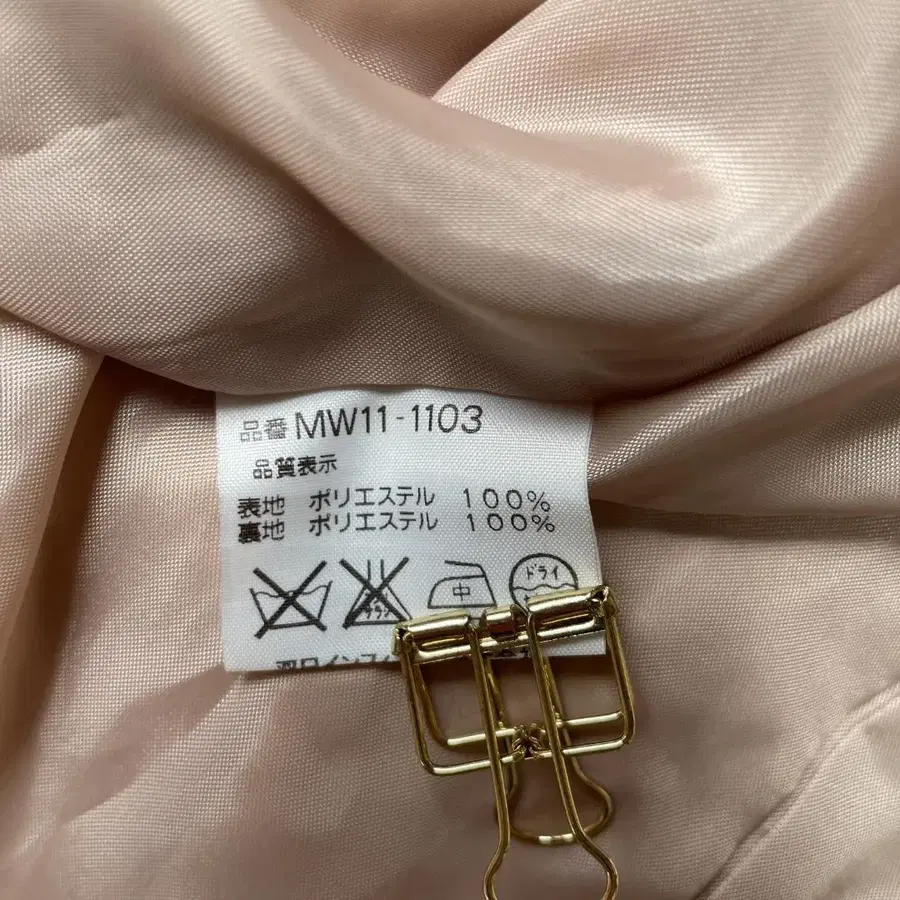 品番 MW11-1103
品質表示
表地 ポリエステル 100%
裏地 ポリエステル 100%
中 ドライ